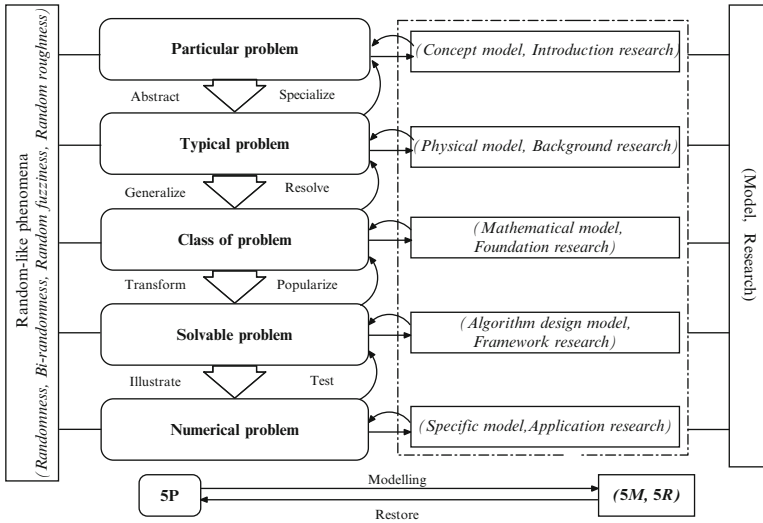 Random-like phenomena
(Randomness, Bi-randomness, Random fuzziness, Random roughness)
Particular problem
(Concept model, Introduction research)
Abstract
Specialize
Typical problem
(Physical model, Background research)
Generalize
Resolve
Class of problem
(Mathematical model,
Foundation research)
Transform
Popularize
Solvable problem
(Algorithm design model,
Framework research)
Illustrate
Test
Numerical problem
(Specific model,Application research)
(Model, Research)
5P
Modelling
Restore
(5M, 5R)